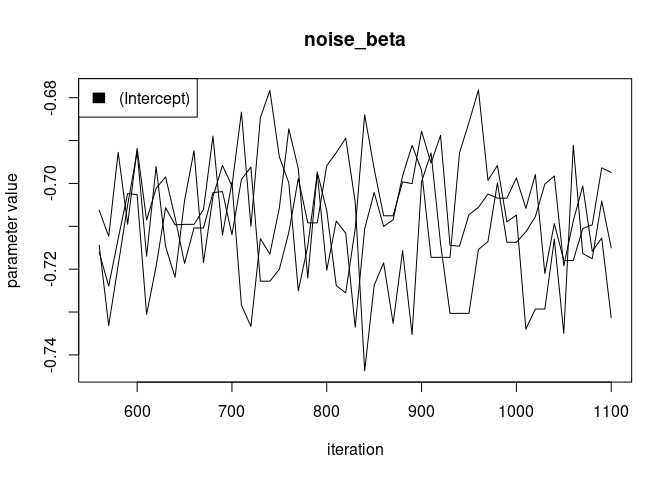 noise_beta
(Intercept)
parameter value
-0.68
-0.70
-0.72
-0.74
600 700 800 900 1000 1100
iteration